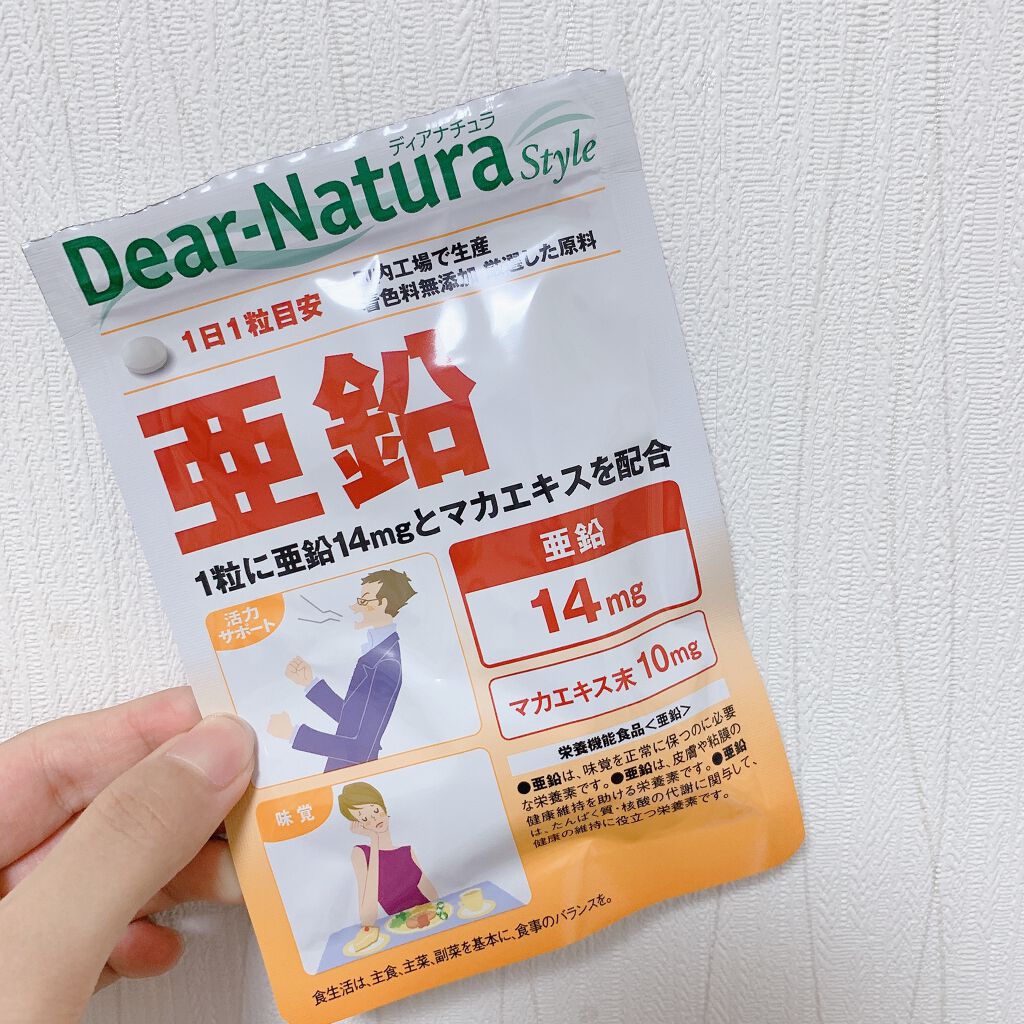 ディアナチュラ
Dear-Natura Style
内工場で生産
色料無添加 厳選した原料
1日1粒目安
亜鉛
1粒に亜鉛14mgとマカエキスを配合
亜鉛
14mg
マカエキス末10mg
活力
サポート
味覚
栄養機能食品<亜鉛>
●亜鉛は、味覚を正常に保つのに必要
な栄養素です。●亜鉛は、皮膚や粘膜の
健康維持を助ける栄養素です。●亜鉛
は、たんぱく質・核酸の代謝に関与して、
健康の維持に役立つ栄養素です。
食生活は、主食、主菜、副菜を基本に、食事のバランスを。